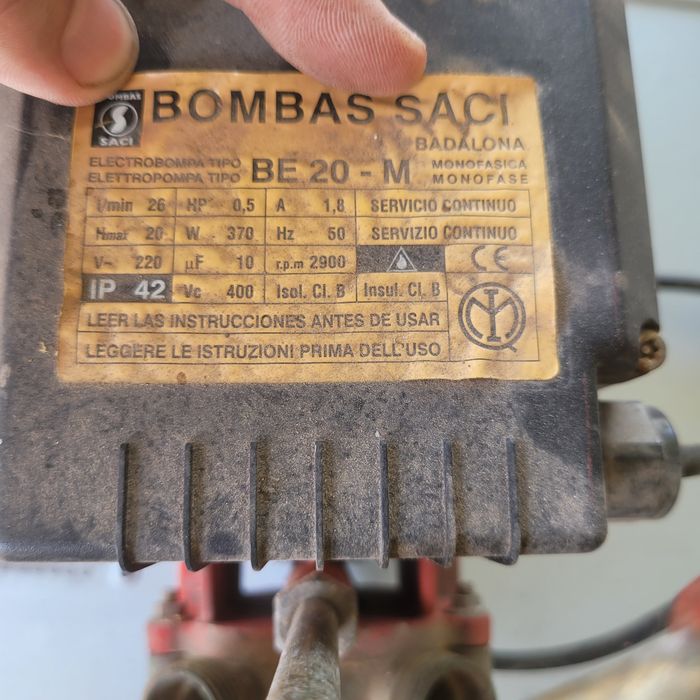 BOMBAS
SACI
BOMBAS SACI
BADALONA
ELECTROBOMPA TIPO BE 20 - M MONOFASICA
ELETTROPOMPA TIPO MONOFASE
l/min 26 HP 0,5 A 1,8 SERVICIO CONTINUO
Hmax 20 W 370 Hz 50 SERVIZIO CONTINUO
V~ 220 µF 10 r.p.m 2900 CE
IP 42 Vc 400 Isol. Cl. B Insul. Cl. B
LEER LAS INSTRUCCIONES ANTES DE USAR
LEGGERE LE ISTRUZIONI PRIMA DELL'USO